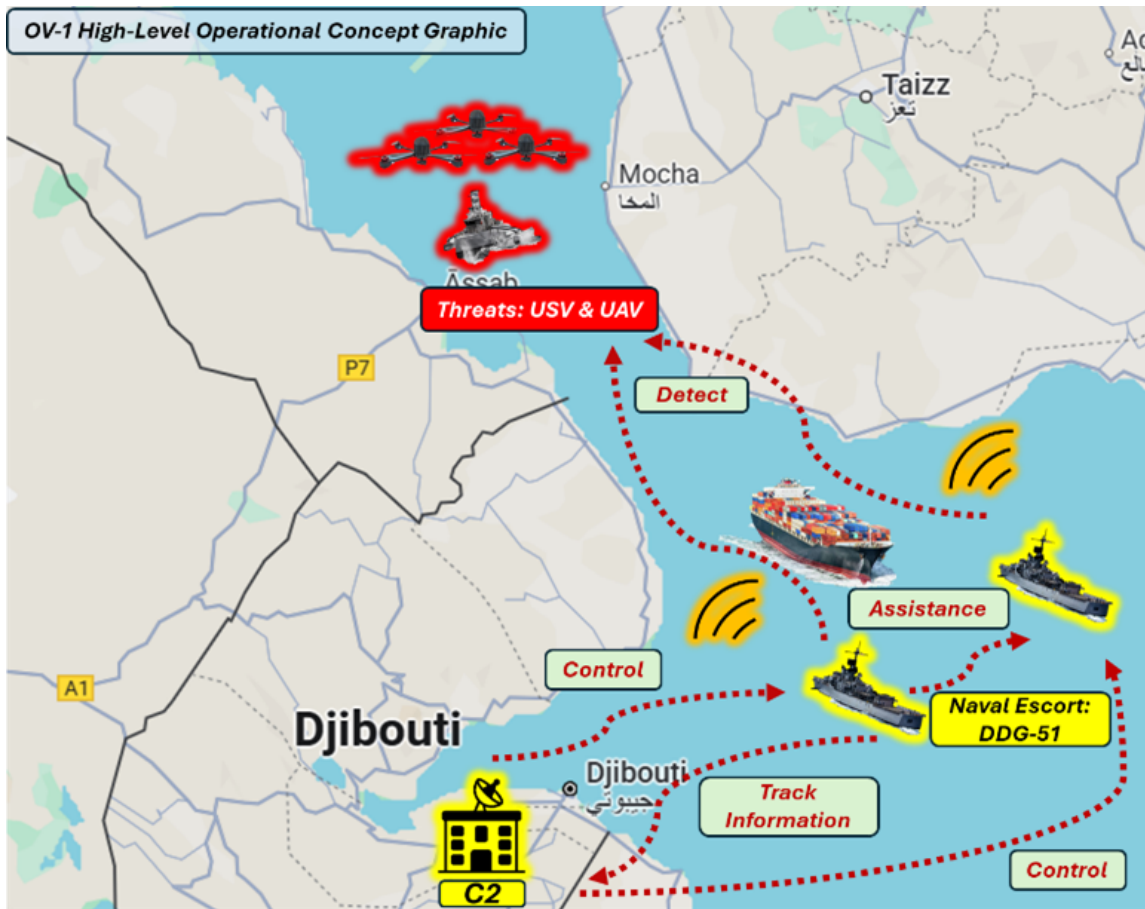 OV-1 High-Level Operational Concept Graphic
Taizz
تعز
Mocha
المخا
Āssab
Threats: USV & UAV
P7
Detect
Assistance
Control
A1
Naval Escort:
DDG-51
Djibouti
Djibouti
جيبوتي
Track
Information
Control
C2